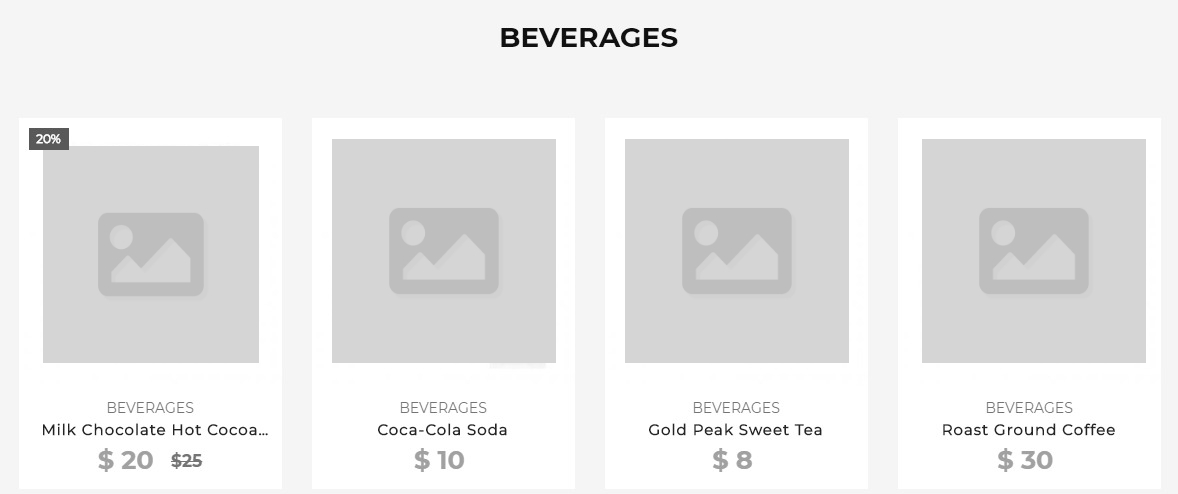 BEVERAGES
20%
BEVERAGES
Milk Chocolate Hot Cocoa...
$ 20 $25
BEVERAGES
Coca-Cola Soda
$ 10
BEVERAGES
Gold Peak Sweet Tea
$ 8
BEVERAGES
Roast Ground Coffee
$ 30